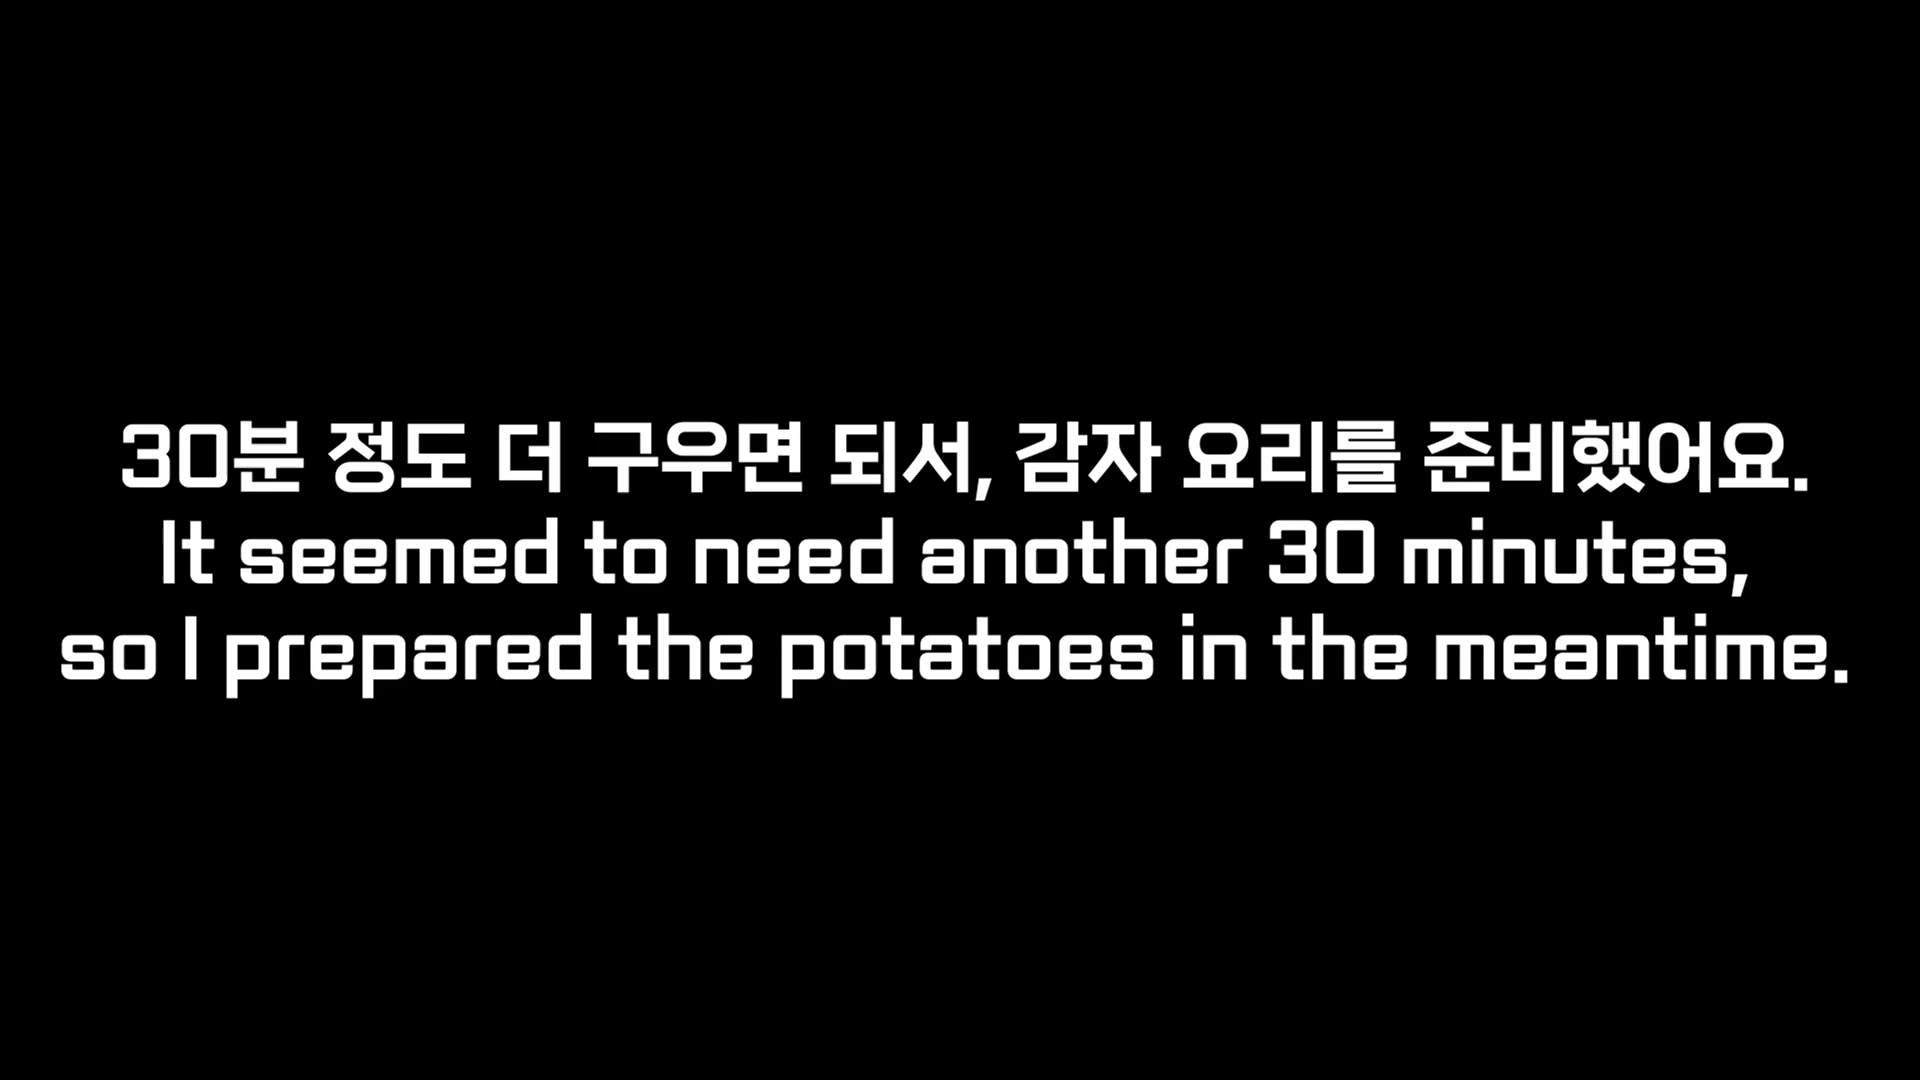 30분 정도 더 구우면 되서, 감자 요리를 준비했어요.
It seemed to need another 30 minutes,
so I prepared the potatoes in the meantime.